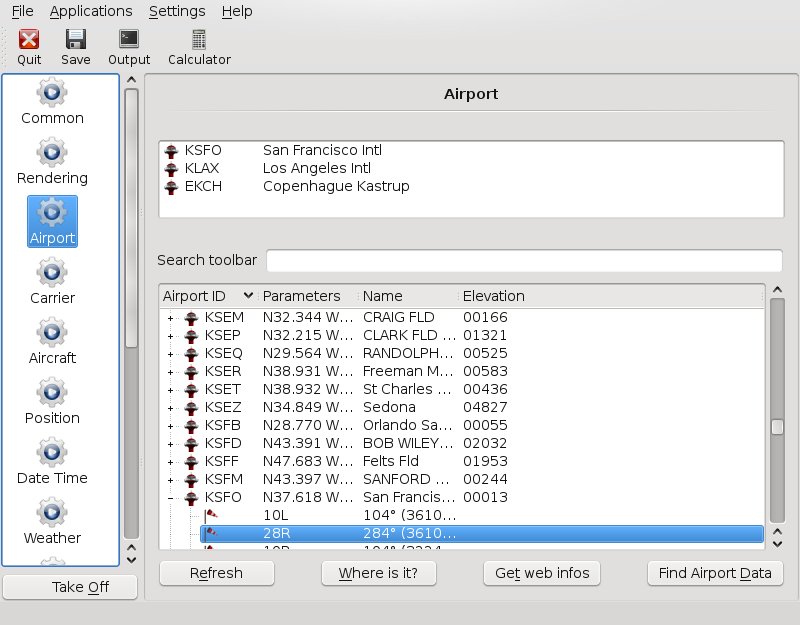 File Applications Settings Help
Quit Save Output Calculator
Common
Rendering
Airport
Carrier
Aircraft
Position
Date Time
Weather
Take Off
Airport
KSFO San Francisco Intl
KLAX Los Angeles Intl
EKCH Copenhague Kastrup
Search toolbar
Airport ID Parameters Name Elevation
KSEM N32.344 W... CRAIG FLD 00166
KSEP N32.215 W... CLARK FLD ... 01321
KSEQ N29.564 W... RANDOLPH... 00525
KSER N38.931 W... Freeman M... 00583
KSET N38.932 W... St Charles ... 00436
KSEZ N34.849 W... Sedona 04827
KSFB N28.770 W... Orlando Sa... 00055
KSFD N43.391 W... BOB WILEY... 02032
KSFF N47.683 W... Felts Fld 01953
KSFM N43.397 W... SANFORD ... 00244
KSFO N37.618 W... San Francis... 00013
10L 104° (3610...
28R 284° (3610...
Refresh Where is it? Get web infos Find Airport Data